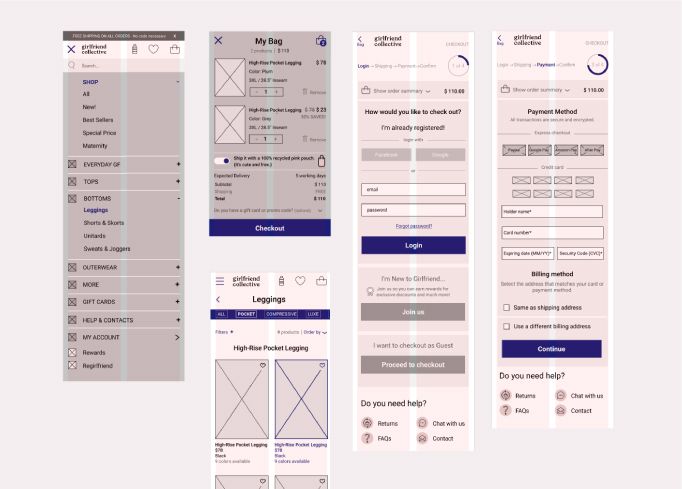 FREE SHIPPING ON ALL ORDERS - No code necessary X
girlfriend
collective
Search...
SHOP -
All
New!
Best Sellers
Special Price
Maternity
EVERYDAY GF +
TOPS +
BOTTOMS -
Leggings
Shorts & Skorts
Unitards
Sweats & Joggers
OUTERWEAR +
MORE +
GIFT CARDS +
HELP & CONTACTS +
MY ACCOUNT >
Rewards
Regirlfriend
My Bag
2 products | $ 110
High-Rise Pocket Legging $ 78
Color: Plum
2XL / 28.5" Inseam
- 1 +
Remove
High-Rise Pocket Legging $ 78 $ 23
Color: Grey 50% SAVED!
2XL / 28.5" Inseam
- 1 +
Remove
Ship it with a 100% recycled pink pouch.
(it's cute and free.)
Expected Delivery 5 working days
Subtotal $ 110
Shipping FREE
Total $ 110
Do you have a gift card or promo code? (optional)
Checkout
girlfriend
collective
Leggings
ALL POCKET COMPRESSIVE LUXE
Filters + 8 products | Order by
High-Rise Pocket Legging
High-Rise Pocket Legging
$78
Black
9 colors available
High-Rise Pocket Legging
$78
Black
9 colors available
Bag
girlfriend
collective
CHECKOUT
Login → Shipping → Payment → Confirm
1 of 4
Show order summary $ 110.00
How would you like to check out?
I'm already registered!
login with
Facebook Google
or
email
password
Forgot password?
Login
I'm New to Girlfriend...
Join us so you can earn rewards for
exclusive discounts and much more!
Join us
I want to checkout as Guest
Proceed to checkout
Do you need help?
Returns Chat with us
FAQs Contact
Bag
girlfriend
collective
CHECKOUT
Login → Shipping → Payment → Confirm
3 of 4
Show order summary $ 110.00
Payment Method
All transactions are secure and encrypted.
Express checkout
Paypal Google Pay Amazon Pay After Pay
Credit card
Holder name*
Card number*
Expiring date (MM/YY)* Security Code (CVC)*
Billing method
Select the address that matches your card or
payment method.
Same as shipping address
Use a different billing address
Continue
Do you need help?
Returns Chat with us
FAQs Contact